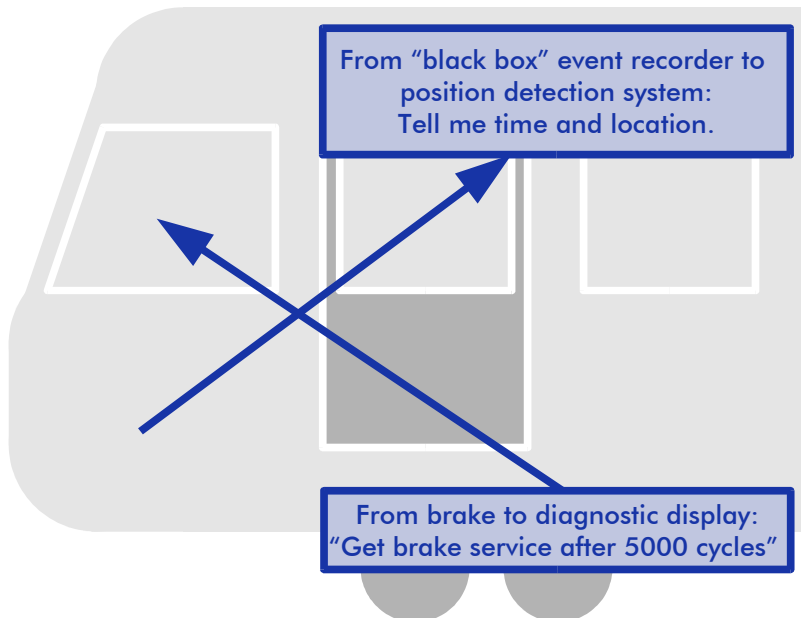 From “black box” event recorder to
position detection system:
Tell me time and location.
From brake to diagnostic display:
“Get brake service after 5000 cycles”